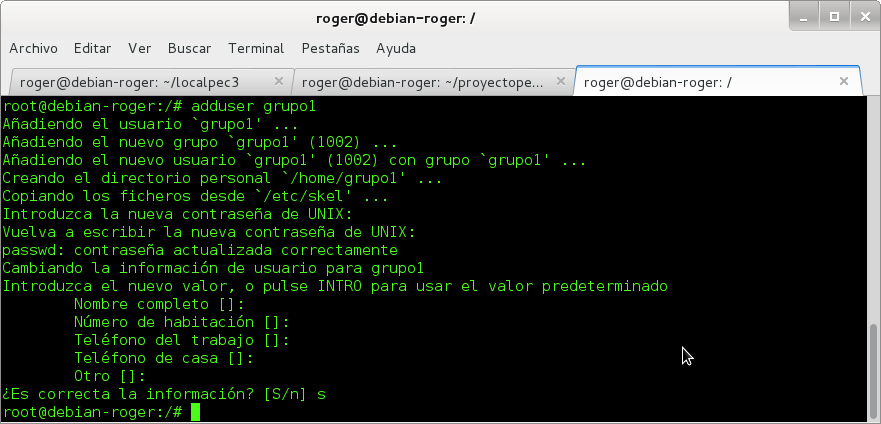 roger@debian-roger: /
Archivo Editar Ver Buscar Terminal Pestañas Ayuda
roger@debian-roger: ~/localpec3 roger@debian-roger: ~/proyectope... roger@debian-roger: /
root@debian-roger:/# adduser grupo1
Añadiendo el usuario `grupo1' ...
Añadiendo el nuevo grupo `grupo1' (1002) ...
Añadiendo el nuevo usuario `grupo1' (1002) con grupo `grupo1' ...
Creando el directorio personal `/home/grupo1' ...
Copiando los ficheros desde `/etc/skel' ...
Introduzca la nueva contraseña de UNIX:
Vuelva a escribir la nueva contraseña de UNIX:
passwd: contraseña actualizada correctamente
Cambiando la información de usuario para grupo1
Introduzca el nuevo valor, o pulse INTRO para usar el valor predeterminado
Nombre completo []:
Número de habitación []:
Teléfono del trabajo []:
Teléfono de casa []:
Otro []:
¿Es correcta la información? [S/n] s
root@debian-roger:/#